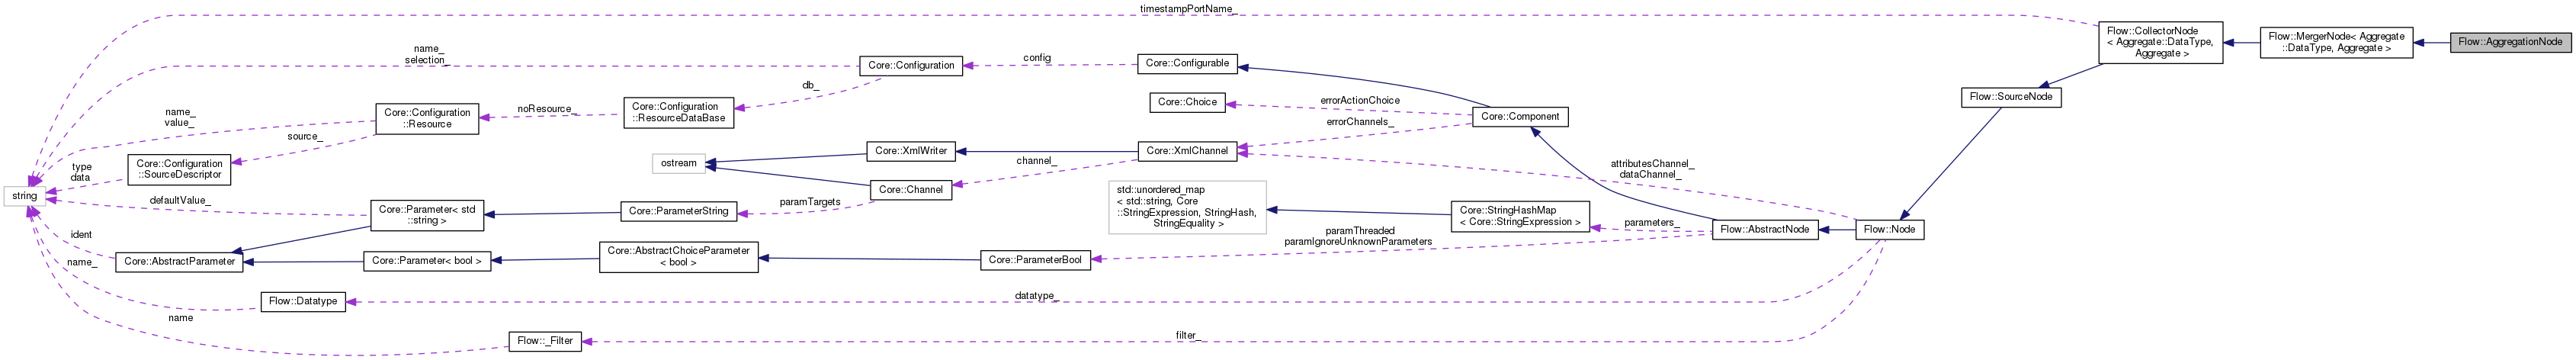 timestampPortName_
Flow::CollectorNode
< Aggregate::DataType,
Aggregate >
Flow::MergerNode< Aggregate
::DataType, Aggregate >
Flow::AggregationNode
name_
selection_
Core::Configuration
config
Core::Configurable
db_
Core::Choice
errorActionChoice
Flow::SourceNode
name_
value_
Core::Configuration
::Resource
noResource_
Core::Configuration
::ResourceDataBase
Core::Component
errorChannels_
source_
type
data
Core::Configuration
::SourceDescriptor
ostream
Core::XmlWriter
channel_
Core::XmlChannel
attributesChannel_
dataChannel_
string
defaultValue_
Core::Parameter< std
::string >
Core::ParameterString
paramTargets
Core::Channel
std::unordered_map
< std::string, Core
::StringExpression, StringHash,
StringEquality >
Core::StringHashMap
< Core::StringExpression >
parameters_
Flow::AbstractNode
Flow::Node
ident
Core::AbstractParameter
Core::Parameter< bool >
Core::AbstractChoiceParameter
< bool >
Core::ParameterBool
paramThreaded
paramIgnoreUnknownParameters
name_
Flow::Datatype
datatype_
name
Flow::_Filter
filter_